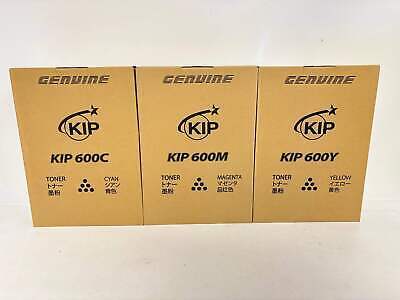 GENUINE
KIP
KIP 600C
TONER
トナー
墨粉
CYAN
シアン
青色
GENUINE
KIP
KIP 600M
TONER
トナー
墨粉
MAGENTA
マゼンタ
品红色
GENUINE
KIP
KIP 600Y
TONER
トナー
墨粉
YELLOW
イエロー
黄色